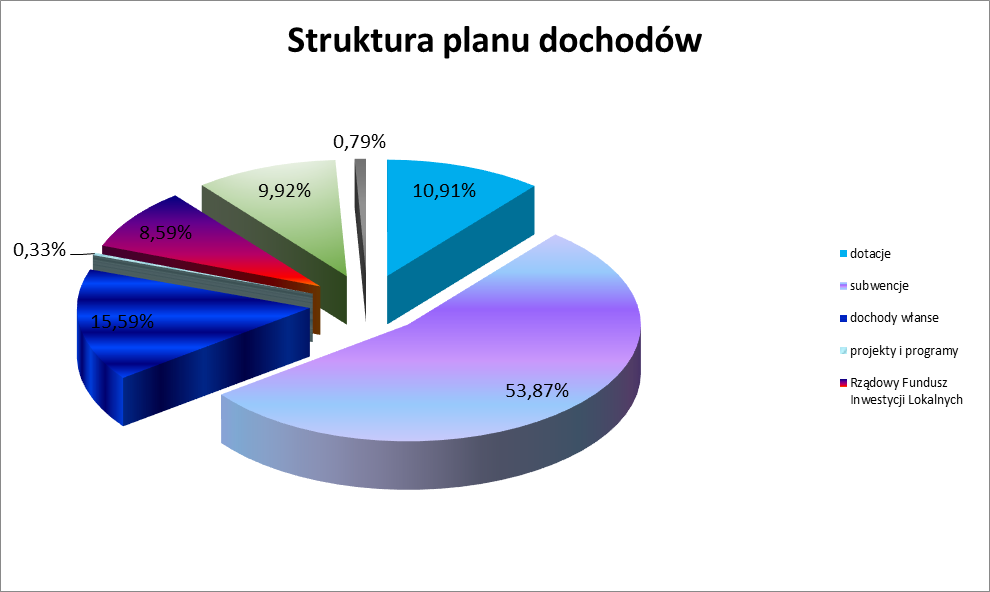 Struktura planu dochodów
0,79%
10,91%
9,92%
8,59%
0,33%
15,59%
53,87%
dotacje
subwencje
dochody włanse
projekty i programy
Rządowy Fundusz
Inwestycji Lokalnych